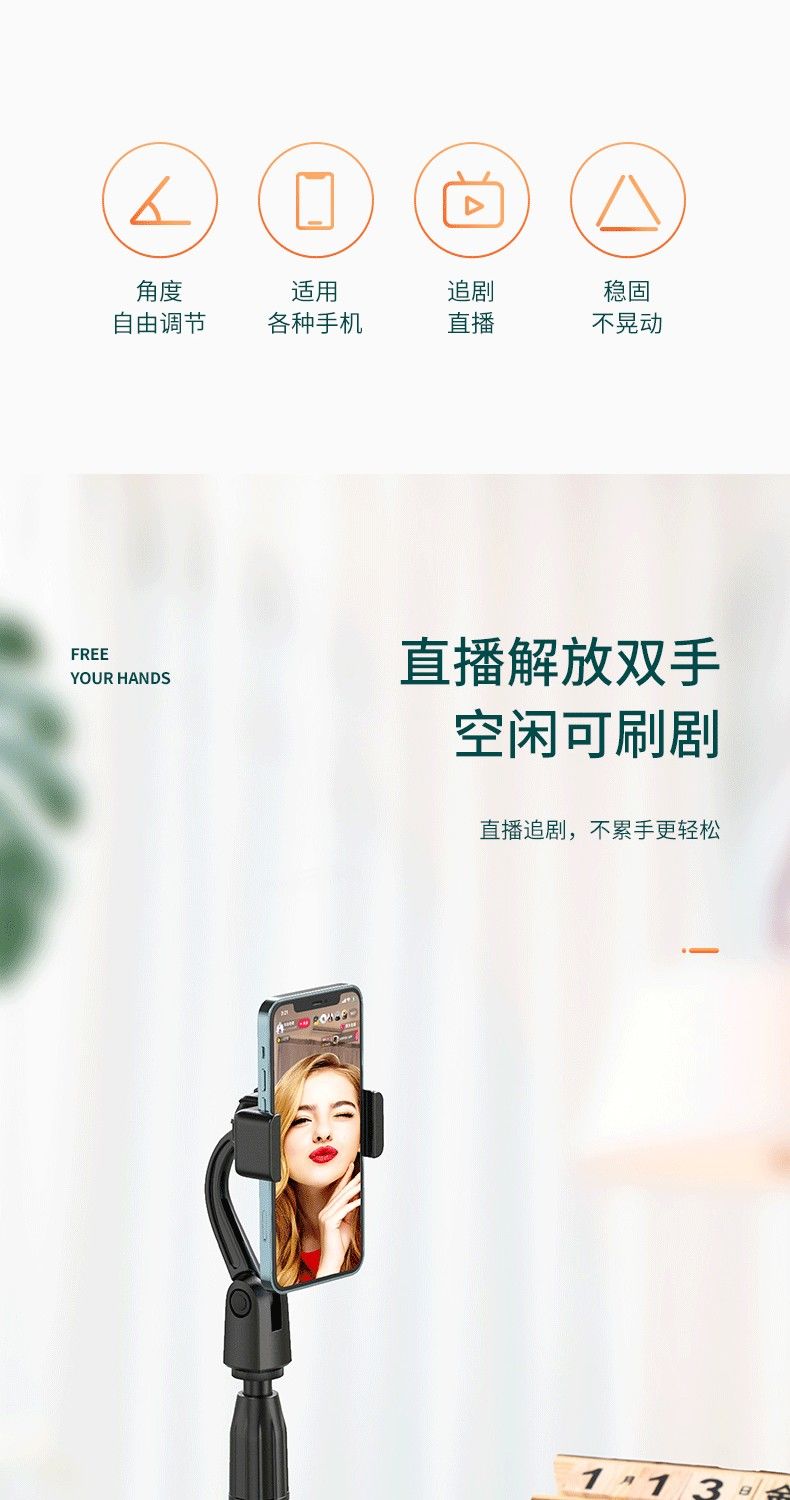 角度
自由调节
适用
各种手机
追剧
直播
稳固
不晃动
FREE
YOUR HANDS
直播解放双手
空闲可刷剧
直播追剧，不累手更轻松
3:21
1月13日